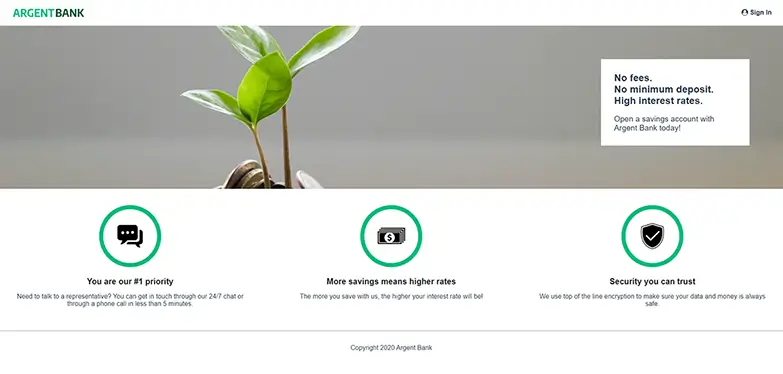 ARGENTBANK
Sign In
No fees.
No minimum deposit.
High interest rates.
Open a savings account with
Argent Bank today!
$
You are our #1 priority
Need to talk to a representative? You can get in touch through our 24/7 chat or
through a phone call in less than 5 minutes.
More savings means higher rates
The more you save with us, the higher your interest rate will be!
Security you can trust
We use top of the line encryption to make sure your data and money is always
safe.
Copyright 2020 Argent Bank